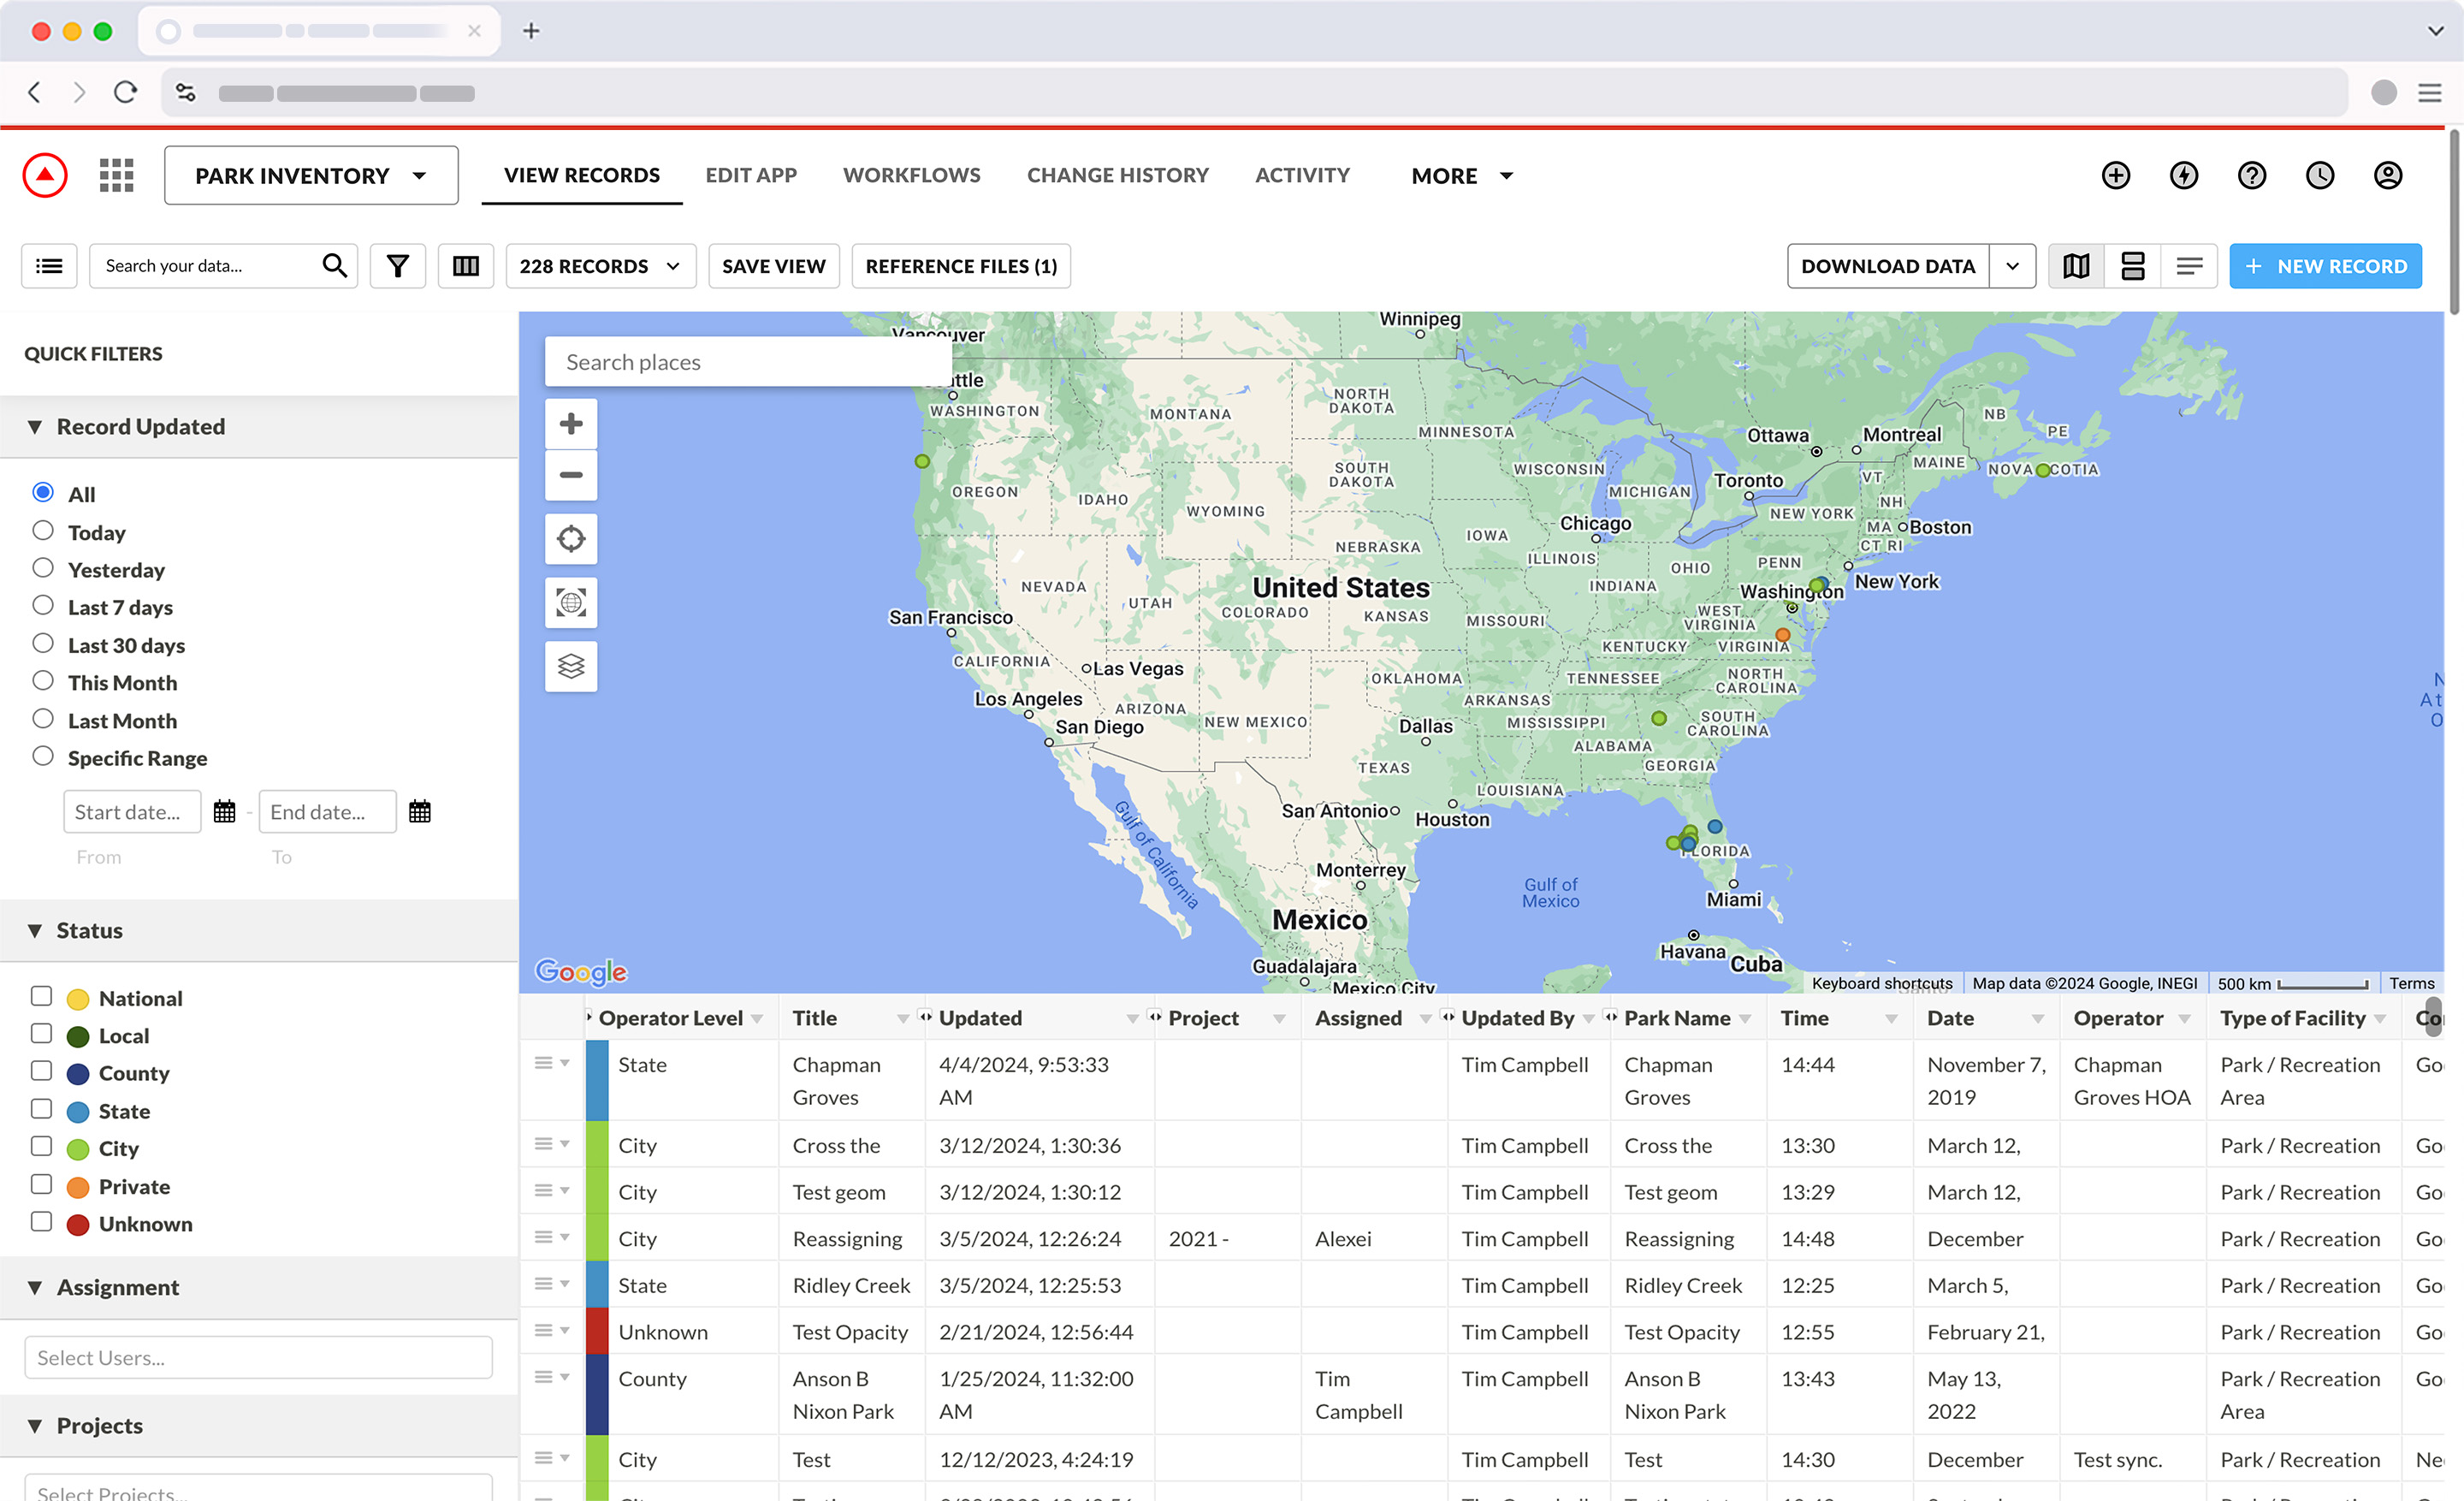 PARK INVENTORY
VIEW RECORDS
EDIT APP
WORKFLOWS
CHANGE HISTORY
ACTIVITY
MORE
Search your data...
228 RECORDS
SAVE VIEW
REFERENCE FILES (1)
DOWNLOAD DATA
+ NEW RECORD
QUICK FILTERS
Record Updated
All
Today
Yesterday
Last 7 days
Last 30 days
This Month
Last Month
Specific Range
Start date...
-
End date...
From
To
Status
National
Local
County
State
City
Private
Unknown
Assignment
Select Users...
Projects
Select Projects...
Search places
Vancouver
Winnipeg
WASHINGTON
MONTANA
NORTH
DAKOTA
MINNESOTA
Ottawa
Montreal
NB
PE
MAINE
NOVA SCOTIA
OREGON
IDAHO
SOUTH
DAKOTA
WISCONSIN
MICHIGAN
Toronto
VT
NH
WYOMING
NEW YORK
MA
Boston
CT RI
Chicago
IOWA
NEBRASKA
ILLINOIS
INDIANA
OHIO
PENN
New York
NEVADA
UTAH
United States
COLORADO
KANSAS
MISSOURI
WEST
VIRGINIA
Washington
San Francisco
KENTUCKY
VIRGINIA
CALIFORNIA
Las Vegas
OKLAHOMA
TENNESSEE
NORTH
CAROLINA
Los Angeles
ARIZONA
NEW MEXICO
ARKANSAS
MISSISSIPPI
SOUTH
CAROLINA
San Diego
Dallas
ALABAMA
TEXAS
GEORGIA
LOUISIANA
San Antonio
Houston
Gulf of California
FLORIDA
Monterrey
Gulf of
Mexico
Miami
Mexico
Havana
Cuba
Guadalajara
Mexico City
Google
Keyboard shortcuts
Map data ©2024 Google, INEGI
500 km
Terms
Operator Level Title Updated Project Assigned Updated By Park Name Time Date Operator Type of Facility
State Chapman 4/4/2024, 9:53:33 Tim Campbell Chapman 14:44 November 7, Chapman Park / Recreation
Groves AM Groves 2019 Groves HOA Area
City Cross the 3/12/2024, 1:30:36 Tim Campbell Cross the 13:30 March 12, Park / Recreation
City Test geom 3/12/2024, 1:30:12 Tim Campbell Test geom 13:29 March 12, Park / Recreation
City Reassigning 3/5/2024, 12:26:24 2021 - Alexei Tim Campbell Reassigning 14:48 December Park / Recreation
State Ridley Creek 3/5/2024, 12:25:53 Tim Campbell Ridley Creek 12:25 March 5, Park / Recreation
Unknown Test Opacity 2/21/2024, 12:56:44 Tim Campbell Test Opacity 12:55 February 21, Park / Recreation
County Anson B 1/25/2024, 11:32:00 Tim Tim Campbell Anson B 13:43 May 13, Park / Recreation
Nixon Park AM Campbell Nixon Park 2022 Area
City Test 12/12/2023, 4:24:19 Tim Campbell Test 14:30 December Test sync. Park / Recreation